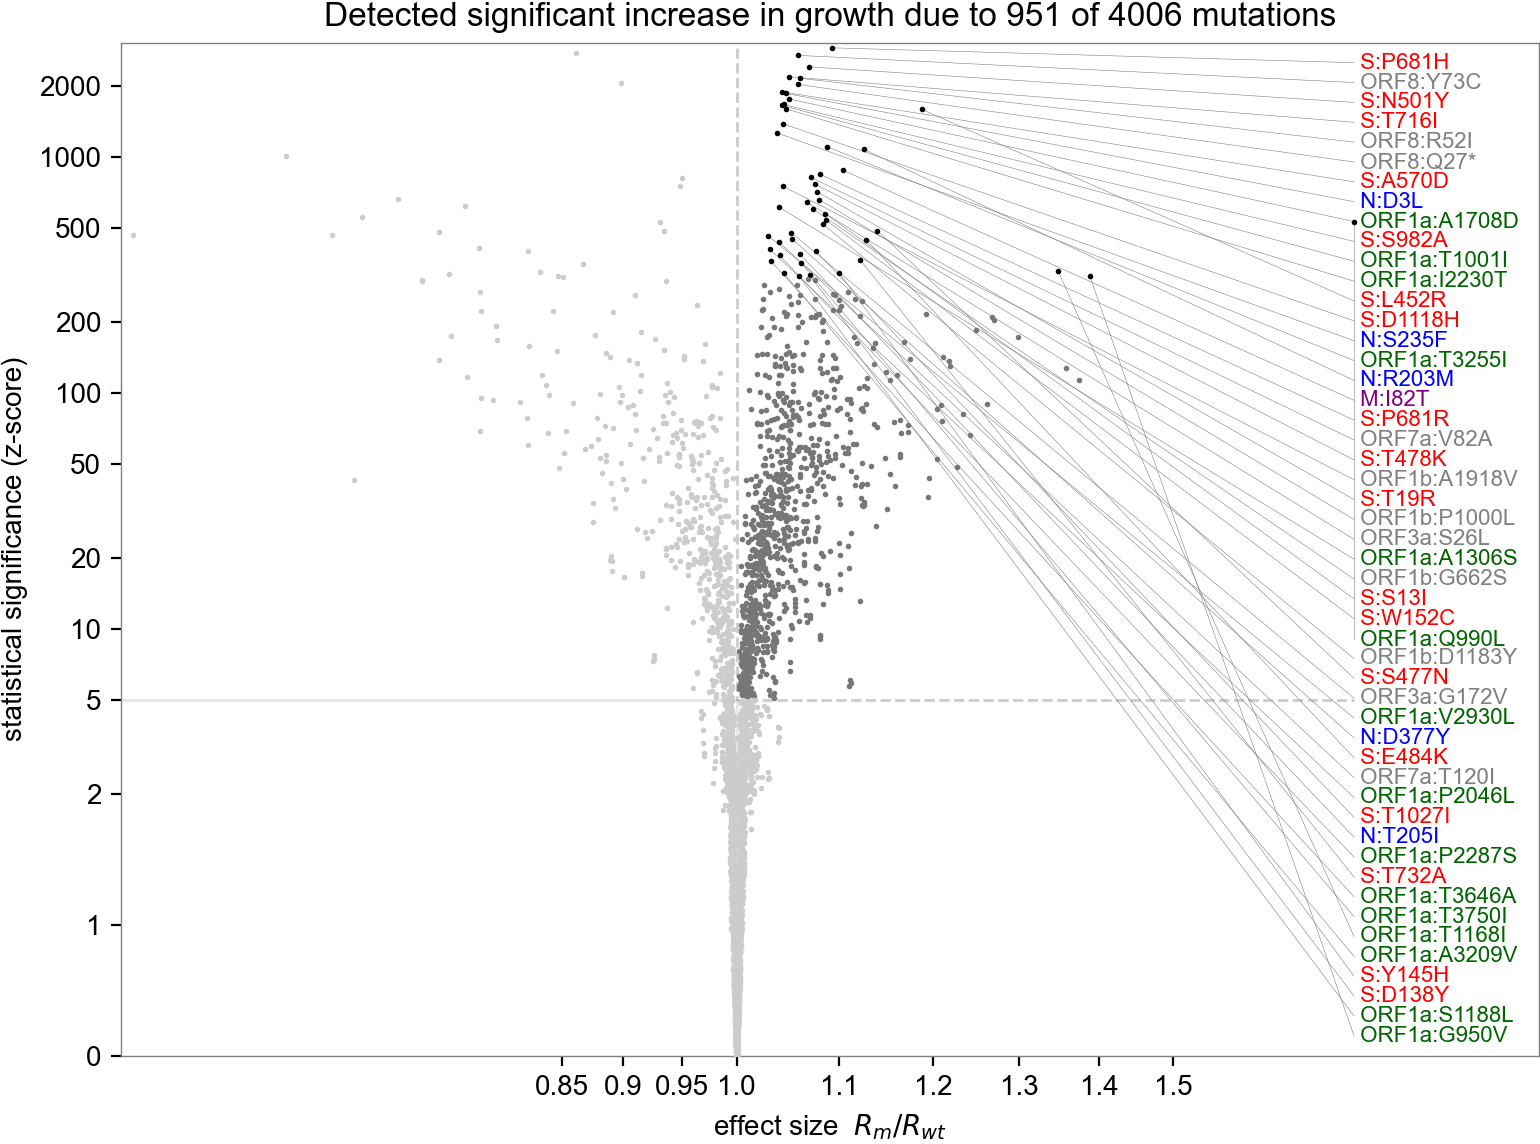 Detected significant increase in growth due to 951 of 4006 mutations
statistical significance (z-score)
2000
1000
500
200
100
50
20
10
5
2
1
0
S:P681H
ORF8:Y73C
S:N501Y
S:T716I
ORF8:R52I
ORF8:Q27*
S:A570D
N:D3L
ORF1a:A1708D
S:S982A
ORF1a:T1001I
ORF1a:I2230T
S:L452R
S:D1118H
N:S235F
ORF1a:T3255I
N:R203M
M:I82T
S:P681R
ORF7a:V82A
S:T478K
ORF1b:A1918V
S:T19R
ORF1b:P1000L
ORF3a:S26L
ORF1a:A1306S
ORF1b:G662S
S:S13I
S:W152C
ORF1a:Q990L
ORF1b:D1183Y
S:S477N
ORF3a:G172V
ORF1a:V2930L
N:D377Y
S:E484K
ORF7a:T120I
ORF1a:P2046L
S:T1027I
N:T205I
ORF1a:P2287S
S:T732A
ORF1a:T3646A
ORF1a:T3750I
ORF1a:T1168I
ORF1a:A3209V
S:Y145H
S:D138Y
ORF1a:S1188L
ORF1a:G950V
0.85 0.9 0.95 1.0 1.1 1.2 1.3 1.4 1.5
effect size R_m/R_wt